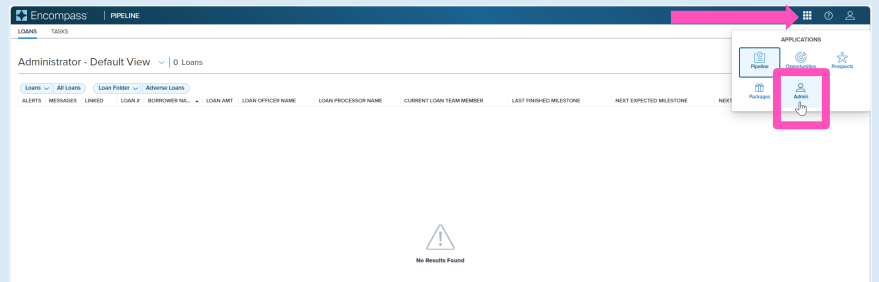 Encompass® | PIPELINE
LOANS TASKS
APPLICATIONS
Pipeline Opportunities Prospects
Packages Admin
Administrator - Default View | 0 Loans
Loans All Loans Loan Folder Adverse Loans
ALERTS MESSAGES LINKED LOAN # BORROWER NA... LOAN AMT LOAN OFFICER NAME LOAN PROCESSOR NAME CURRENT LOAN TEAM MEMBER LAST FINISHED MILESTONE NEXT EXPECTED MILESTONE NEXT
No Results Found